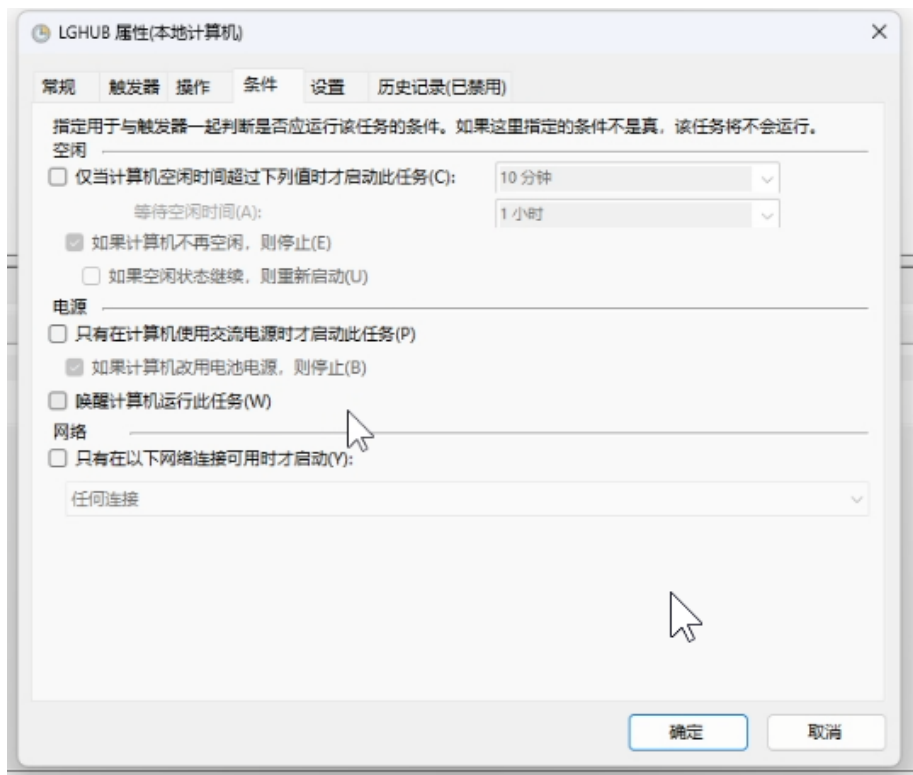 LGHUB 属性(本地计算机)
常规 触发器 操作 条件 设置 历史记录(已禁用)
指定用于与触发器一起判断是否应运行该任务的条件。如果这里指定的条件不是真，该任务将不会运行。
空闲
仅当计算机空闲时间超过下列值时才启动此任务(C): 10 分钟
等待空闲时间(A): 1 小时
如果计算机不再空闲，则停止(E)
如果空闲状态继续，则重新启动(U)
电源
只有在计算机使用交流电源时才启动此任务(P)
如果计算机改用电池电源，则停止(B)
唤醒计算机运行此任务(W)
网络
只有在以下网络连接可用时才启动(Y):
任何连接
确定 取消